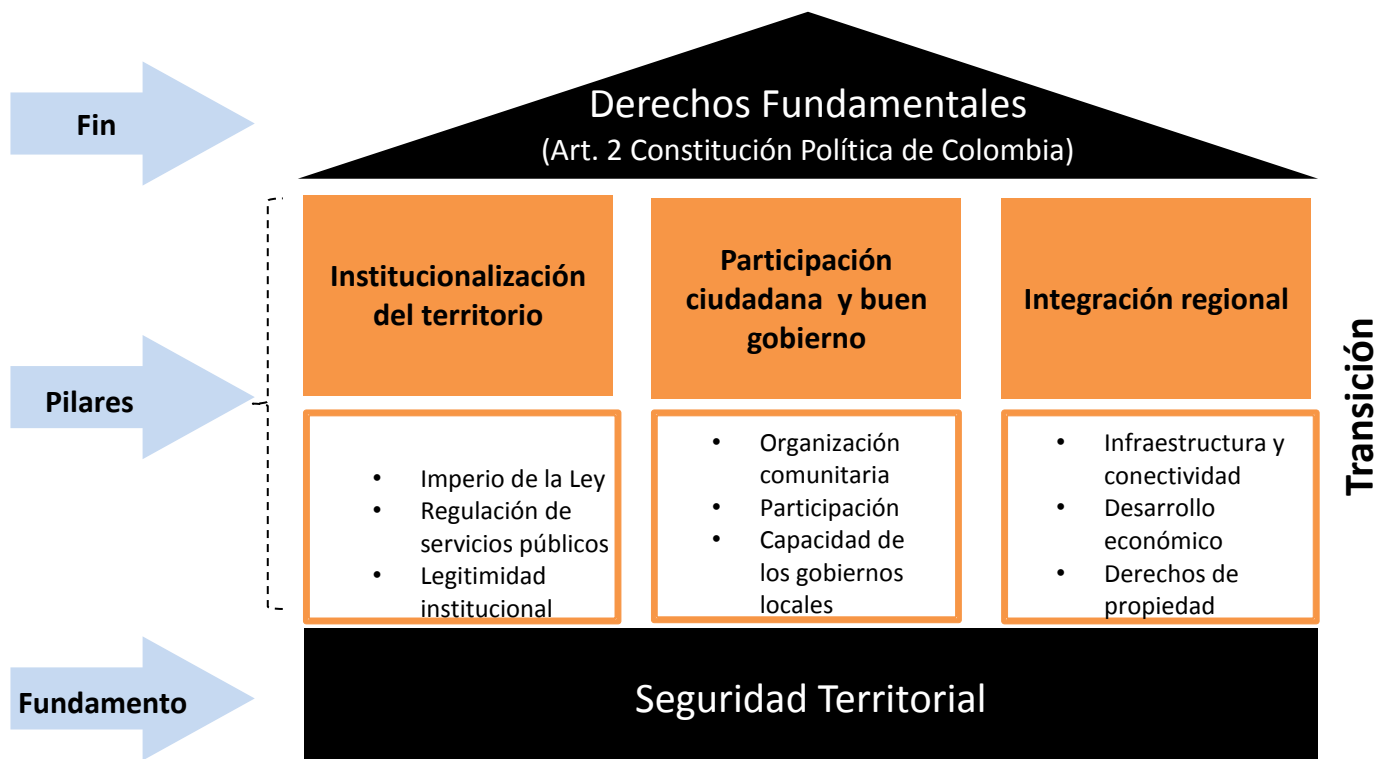 Fin
Derechos Fundamentales
(Art. 2 Constitución Política de Colombia)
Pilares
Institucionalización
del territorio
• Imperio de la Ley
• Regulación de
servicios públicos
• Legitimidad
institucional
Participación
ciudadana y buen
gobierno
• Organización
comunitaria
• Participación
• Capacidad de
los gobiernos
locales
Integración regional
• Infraestructura y
conectividad
• Desarrollo
económico
• Derechos de
propiedad
Transición
Fundamento
Seguridad Territorial